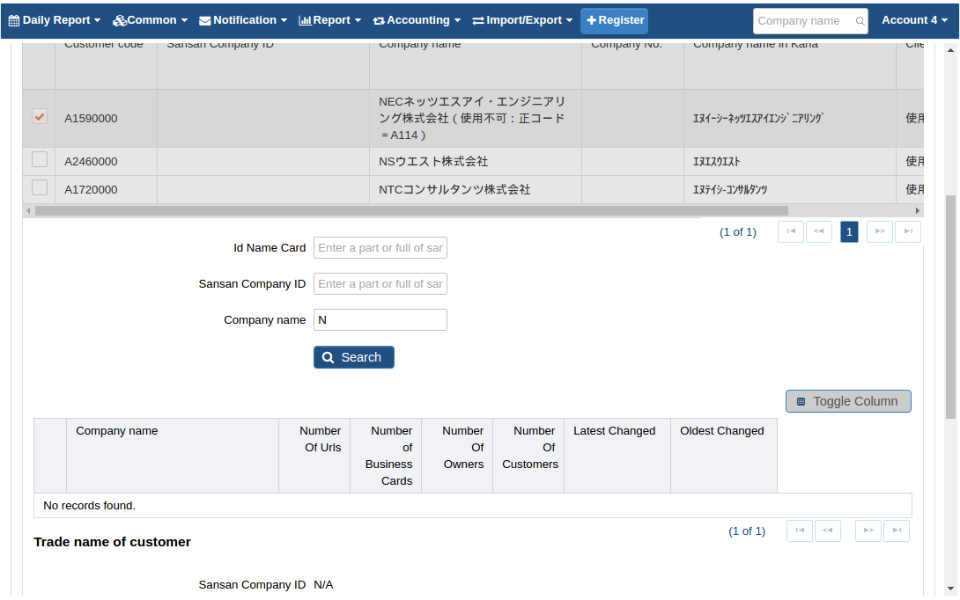 Daily Report Common Notification Report Accounting Import/Export Register Company name Account 4
Customer code Sansan Company ID Company name Company No. Company name in Kana Clie
A1590000 NECネッツエスアイ・エンジニアリ
ング株式会社 ( 使用不可：正コード
= A114 ) ｴﾇｲｰｼｰﾈｯﾂｴｽｱｲｴﾝｼﾞﾆｱﾘﾝｸﾞ 使用
A2460000 NSウエスト株式会社 ｴﾇｴｽｳｴｽﾄ 使用
A1720000 NTCコンサルタンツ株式会社 ｴﾇﾃｲｼｰｺﾝｻﾙﾀﾝﾂ 使用
(1 of 1) 1
Id Name Card Enter a part or full of sar
Sansan Company ID Enter a part or full of sar
Company name N
Search
Toggle Column
Company name Number Of Urls Number of Business Cards Number Of Owners Number Of Customers Latest Changed Oldest Changed
No records found.
(1 of 1)
Trade name of customer
Sansan Company ID N/A